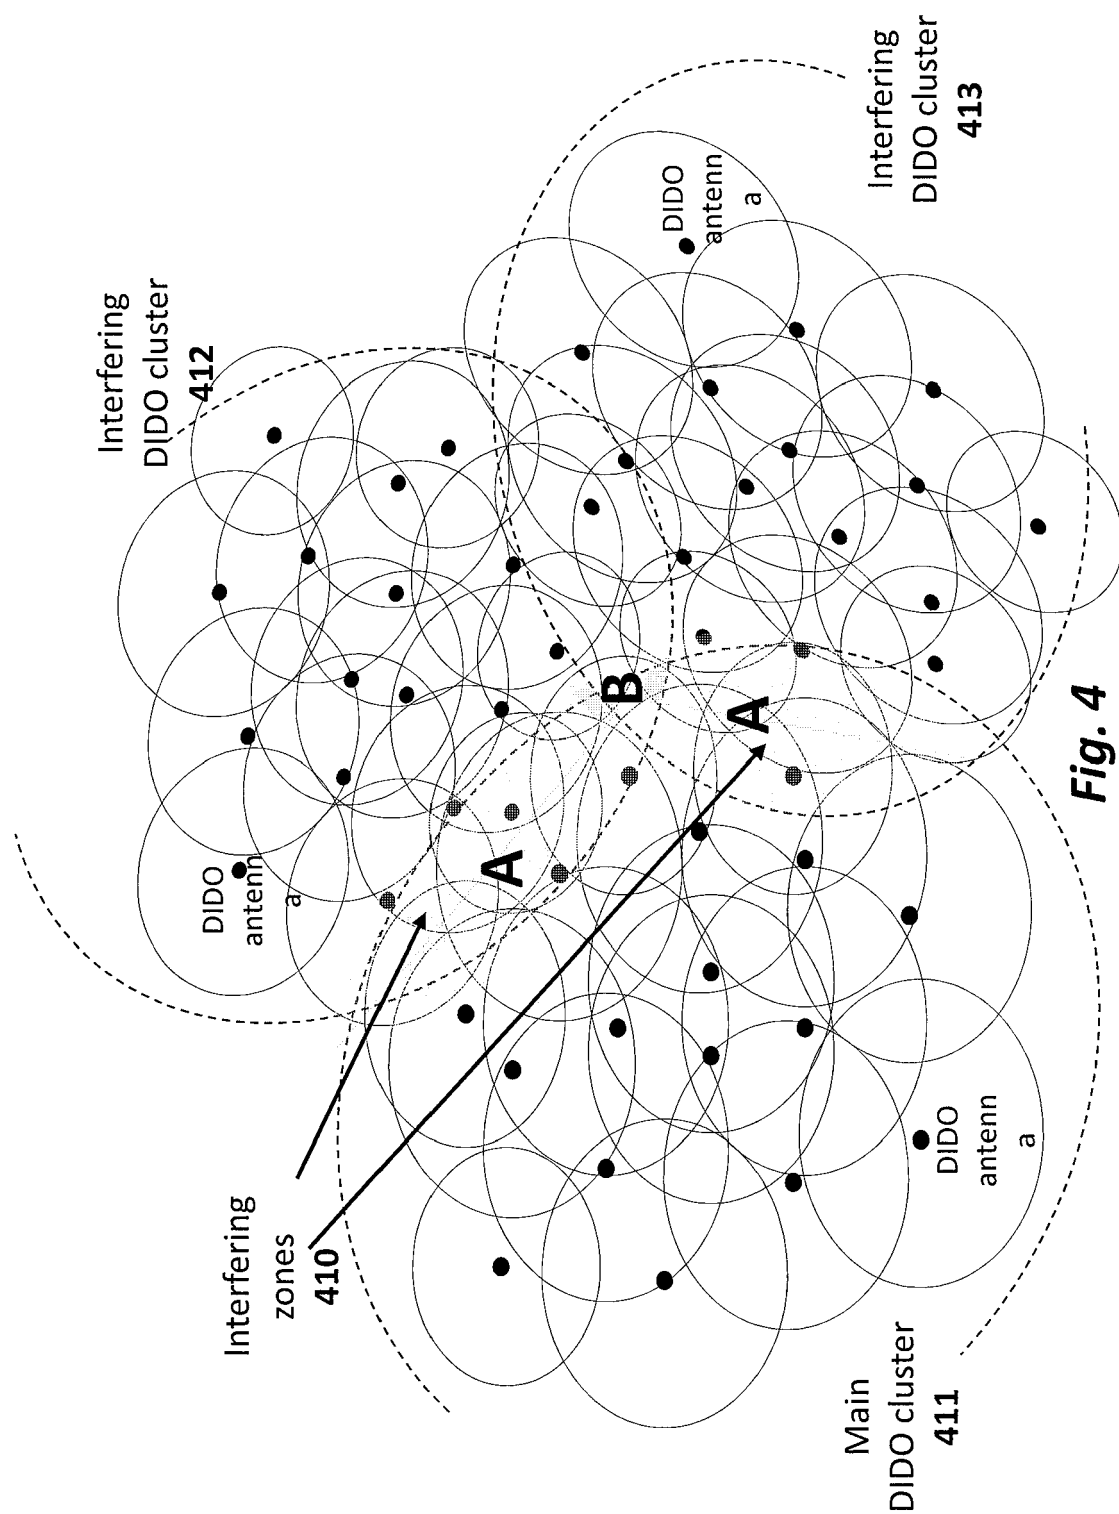 Interfering
DIDO cluster
412
Interfering
DIDO cluster
413
DIDO
antenn
a
DIDO
antenn
a
Interfering
zones
410
A
B
A
Main
DIDO cluster
411
DIDO
antenn
a
Fig. 4